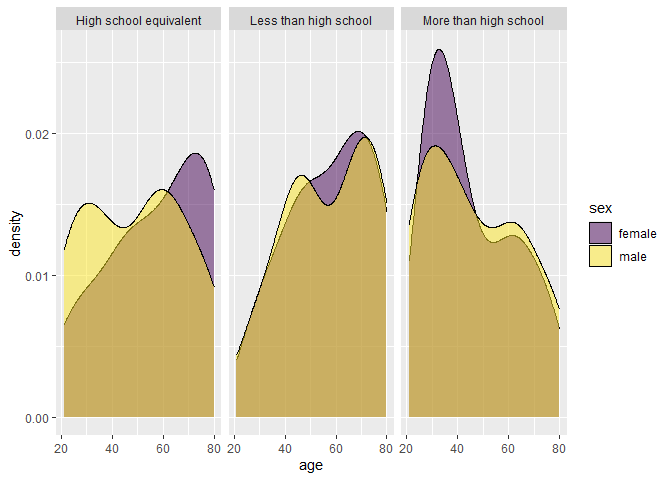 High school equivalent
Less than high school
More than high school
0.02
0.01
0.00
density
20 40 60 80
20 40 60 80
20 40 60 80
age
sex
female
male